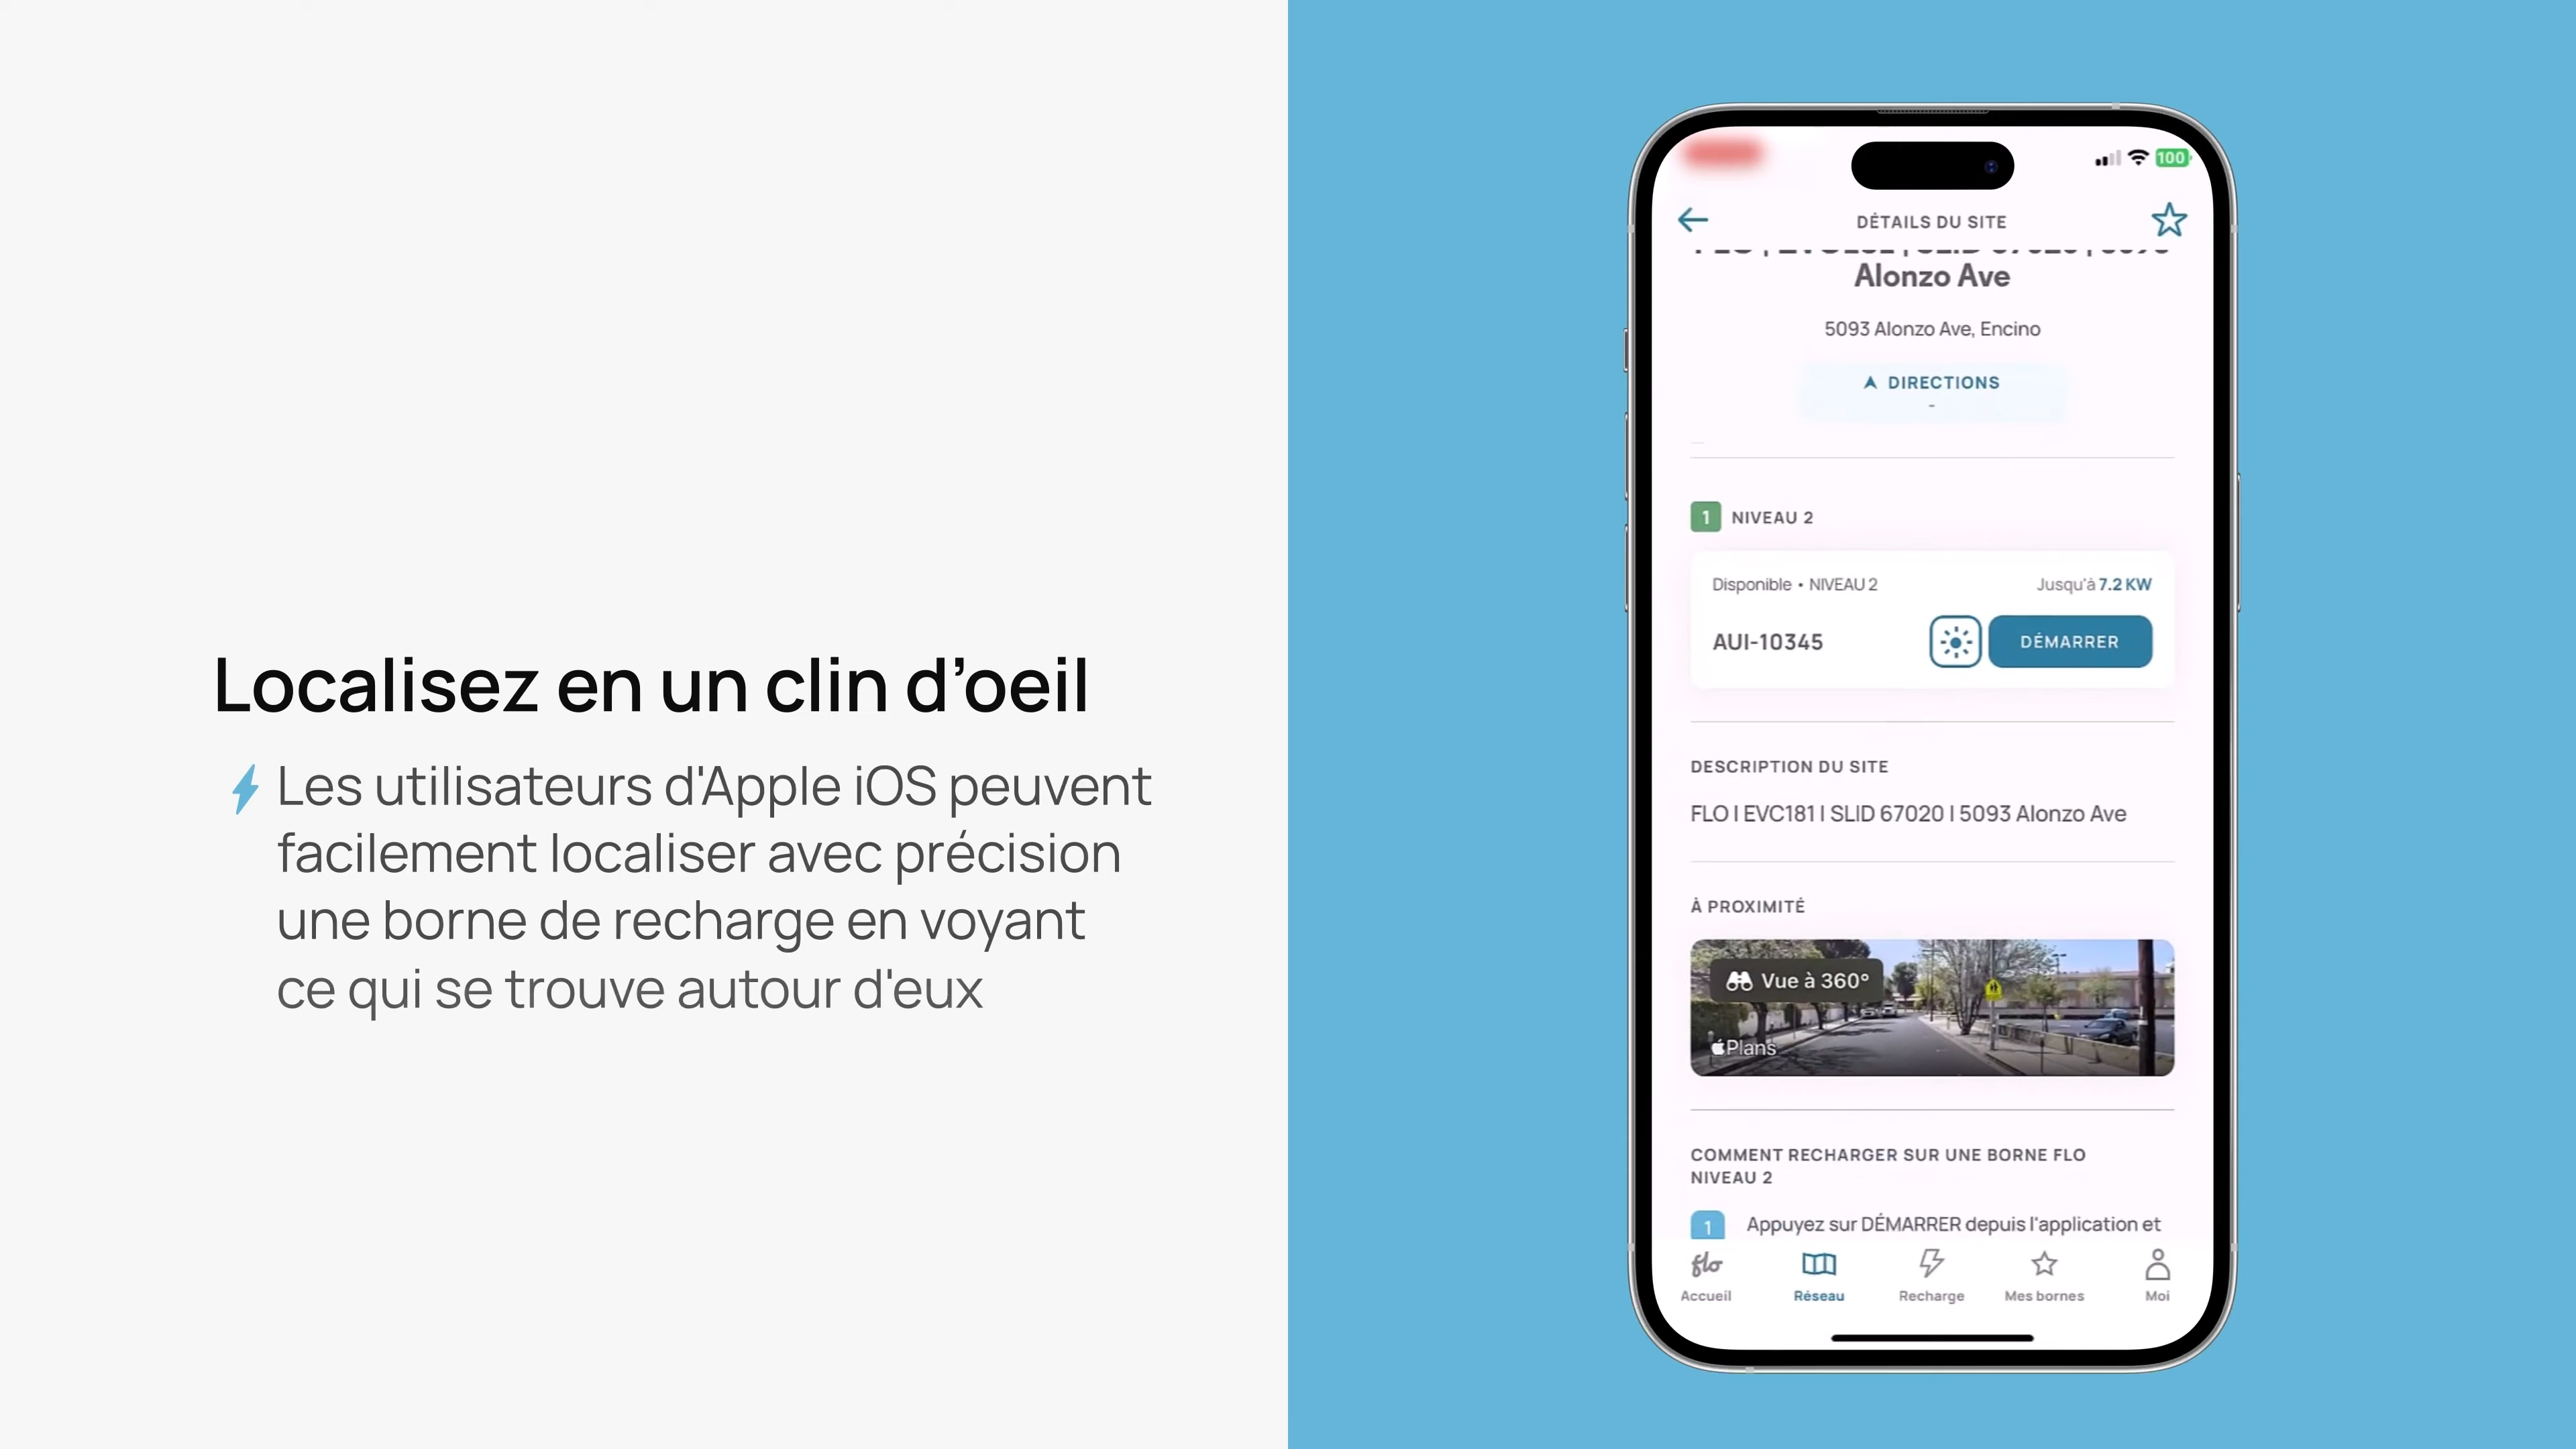 Localisez en un clin d’oeil
Les utilisateurs d'Apple iOS peuvent
facilement localiser avec précision
une borne de recharge en voyant
ce qui se trouve autour d'eux
100
DÉTAILS DU SITE
Alonzo Ave
5093 Alonzo Ave, Encino
DIRECTIONS
-
1 NIVEAU 2
Disponible • NIVEAU 2 Jusqu'à 7.2 KW
AUI-10345 DÉMARRER
DESCRIPTION DU SITE
FLO | EVC181 | SLID 67020 | 5093 Alonzo Ave
À PROXIMITÉ
Vue à 360°
Plans
COMMENT RECHARGER SUR UNE BORNE FLO
NIVEAU 2
1 Appuyez sur DÉMARRER depuis l'application et
flo
Accueil Réseau Recharge Mes bornes Moi